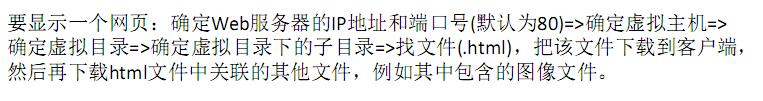 要显示一个网页：确定Web服务器的IP地址和端口号(默认为80)=>确定虚拟主机=>
确定虚拟目录=>确定虚拟目录下的子目录=>找文件(.html)，把该文件下载到客户端，
然后再下载html文件中关联的其他文件，例如其中包含的图像文件。